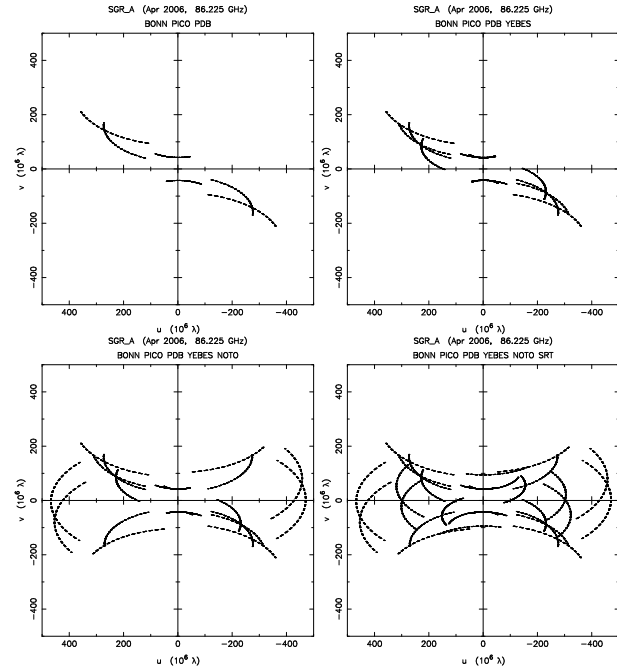 SGR_A (Apr 2006, 86.225 GHz)
BONN PICO PDB
400
200
0
−200
−400
v (10⁶ λ)
400 200 0 −200 −400
u (10⁶ λ)
SGR_A (Apr 2006, 86.225 GHz)
BONN PICO PDB YEBES
400
200
0
−200
−400
v (10⁶ λ)
400 200 0 −200 −400
u (10⁶ λ)
SGR_A (Apr 2006, 86.225 GHz)
BONN PICO PDB YEBES NOTO
400
200
0
−200
−400
v (10⁶ λ)
400 200 0 −200 −400
u (10⁶ λ)
SGR_A (Apr 2006, 86.225 GHz)
BONN PICO PDB YEBES NOTO SRT
400
200
0
−200
−400
v (10⁶ λ)
400 200 0 −200 −400
u (10⁶ λ)